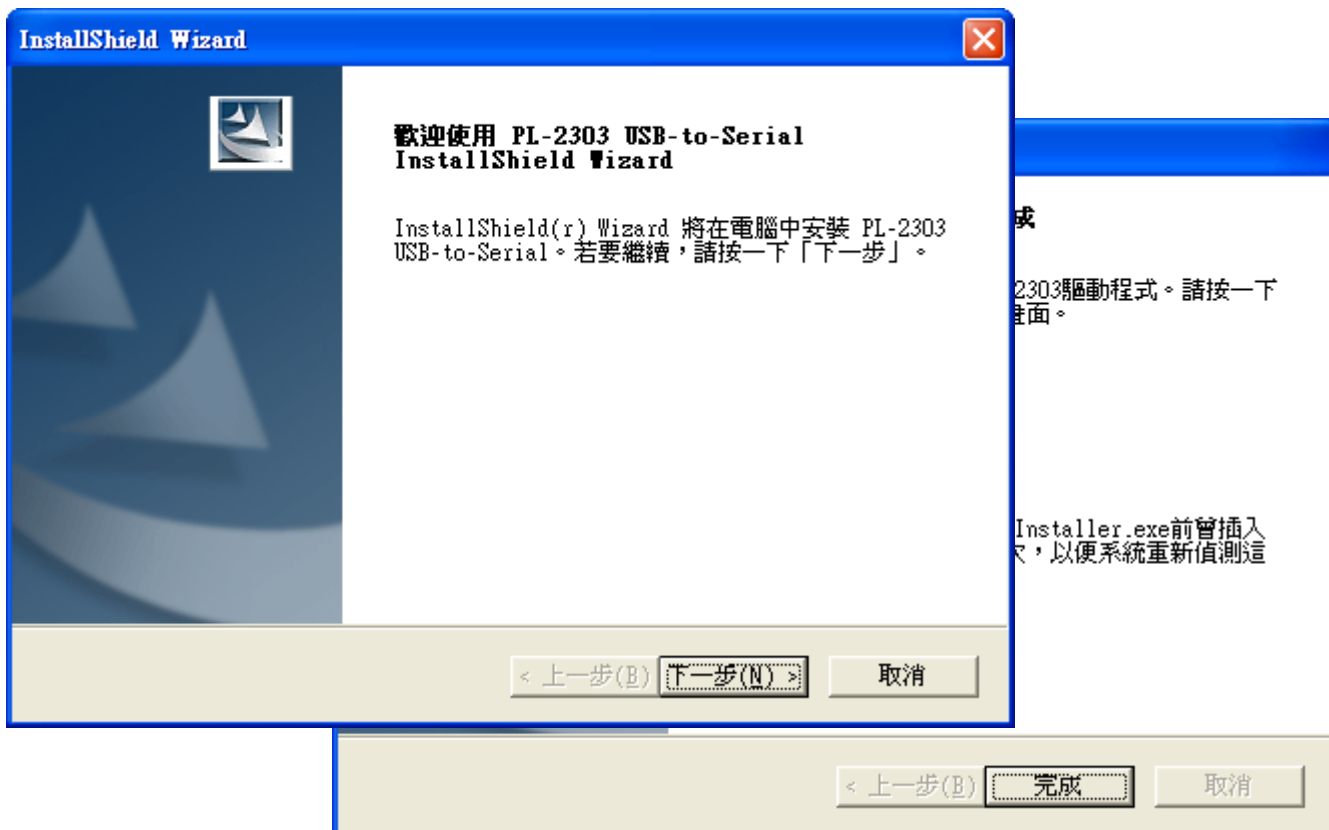 InstallShield Wizard
歡迎使用 PL-2303 USB-to-Serial
InstallShield Wizard
InstallShield(r) Wizard 將在電腦中安裝 PL-2303
USB-to-Serial。若要繼續，請按一下「下一步」。
< 上一步(B)
下一步(N) >
取消
成
2303驅動程式。請按一下
畫面。
Installer.exe前曾插入
次，以便系統重新偵測這
< 上一步(B)
完成
取消